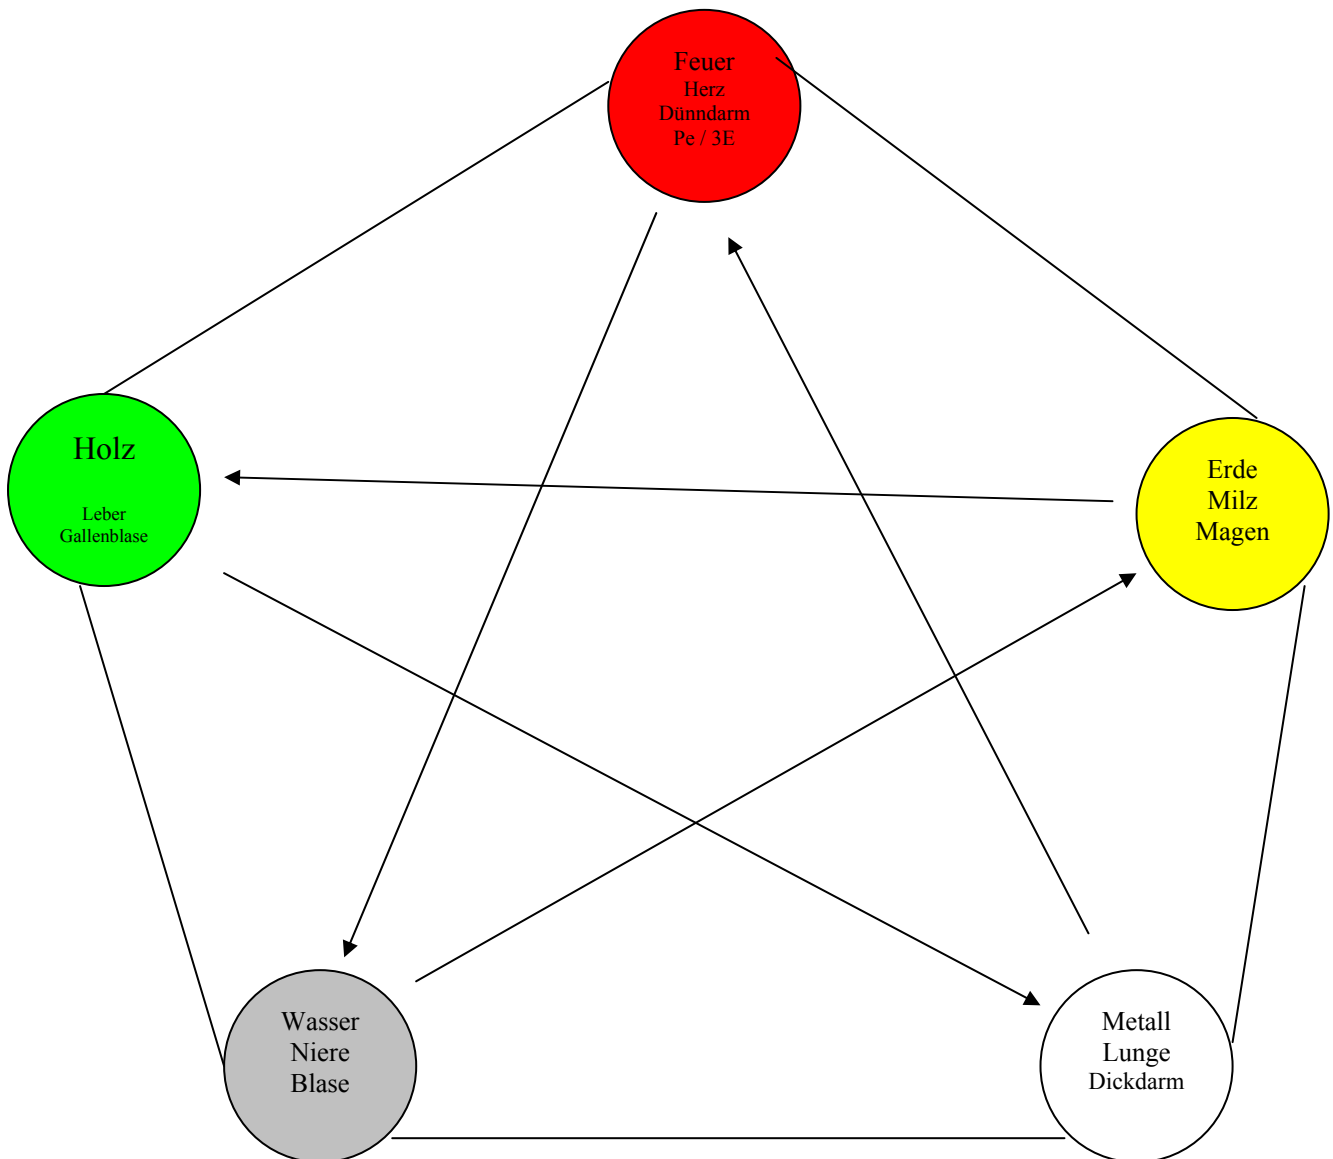 Feuer
Herz
Dünndarm
Pe / 3E
Holz
Leber
Gallenblase
Erde
Milz
Magen
Wasser
Niere
Blase
Metall
Lunge
Dickdarm